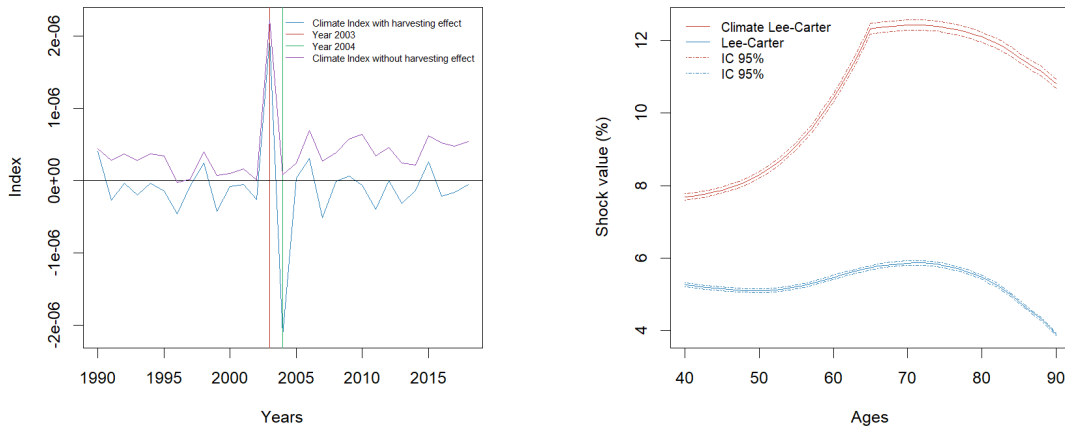 Climate Index with harvesting effect
Year 2003
Year 2004
Climate Index without harvesting effect
Index
2e-06
1e-06
0e+00
-1e-06
-2e-06
1990 1995 2000 2005 2010 2015
Years
Climate Lee-Carter
Lee-Carter
IC 95%
IC 95%
Shock value (%)
12
10
8
6
4
40 50 60 70 80 90
Ages